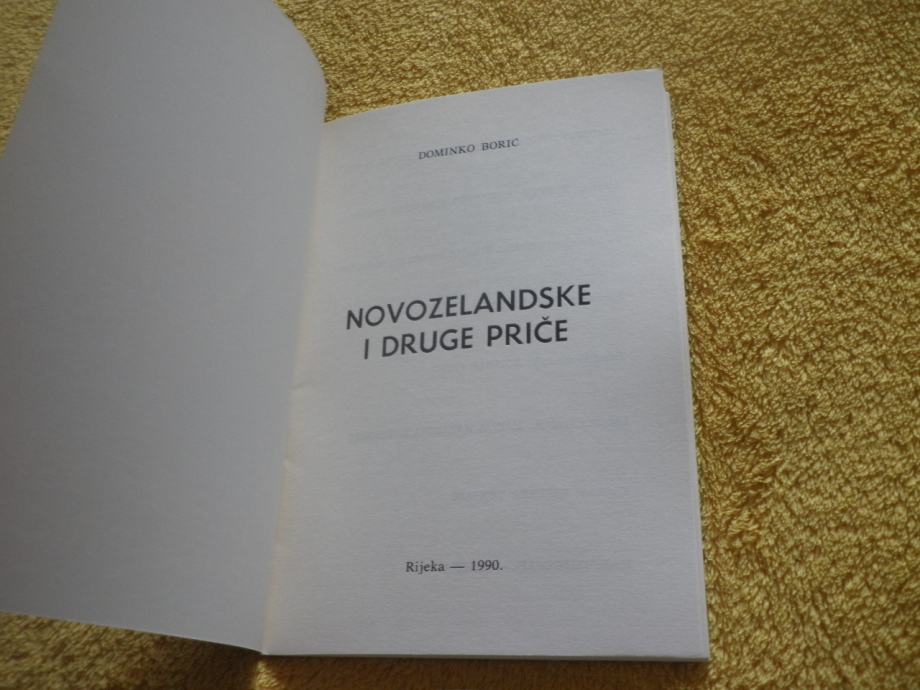 DOMINKO BORIĆ
NOVOZELANDSKE
I DRUGE PRIČE
Rijeka — 1990.